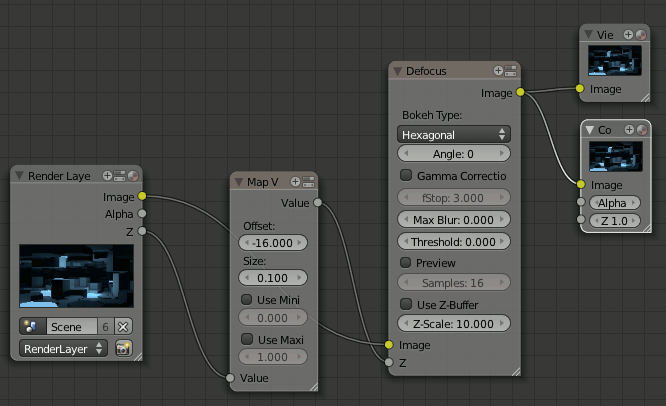 Render Laye
Image
Alpha
Z
Scene 6
RenderLayer
Map V
Value
Offset:
-16.000
Size:
0.100
Use Mini
0.000
Use Maxi
1.000
Value
Defocus
Image
Bokeh Type:
Hexagonal
Angle: 0
Gamma Correctio
fStop: 3.000
Max Blur: 0.000
Threshold: 0.000
Preview
Samples: 16
Use Z-Buffer
Z-Scale: 10.000
Image
Z
Vie
Image
Co
Image
Alpha
Z 1.0